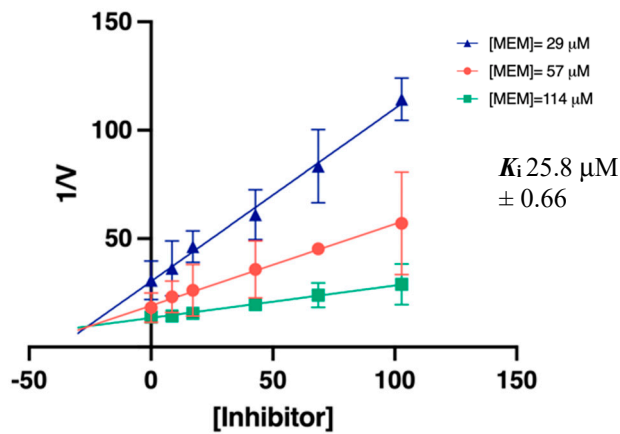 150
100
50
-50
0
50
100
150
1/V
[Inhibitor]
[MEM]= 29 µM
[MEM]= 57 µM
[MEM]=114 µM
Ki 25.8 µM
± 0.66